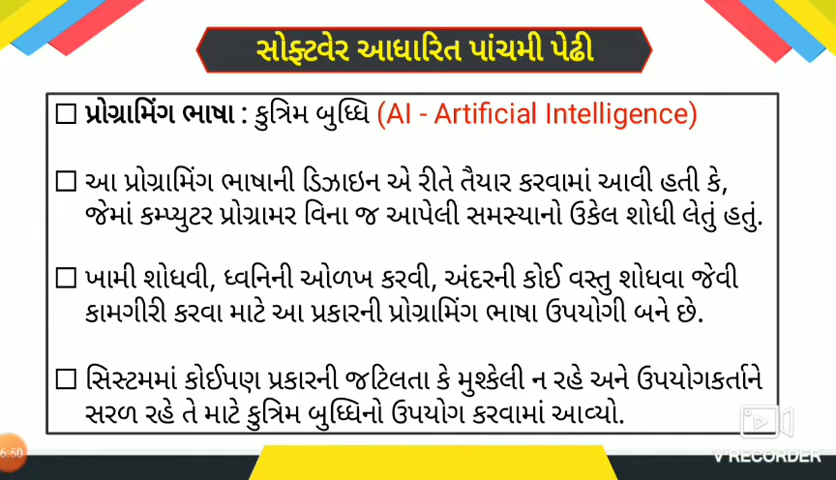 સોફ્ટવેર આધારિત પાંચમી પેઢી
પ્રોગ્રામિંગ ભાષા : કુત્રિમ બુધ્ધિ (AI - Artificial Intelligence)
આ પ્રોગ્રામિંગ ભાષાની ડિઝાઇન એ રીતે તૈયાર કરવામાં આવી હતી કે,
જેમાં કમ્પ્યુટર પ્રોગ્રામર વિના જ આપેલી સમસ્યાનો ઉકેલ શોધી લેતું હતું.
ખામી શોધવી, ધ્વનિની ઓળખ કરવી, અંદરની કોઈ વસ્તુ શોધવા જેવી
કામગીરી કરવા માટે આ પ્રકારની પ્રોગ્રામિંગ ભાષા ઉપયોગી બને છે.
સિસ્ટમમાં કોઈપણ પ્રકારની જટિલતા કે મુશ્કેલી ન રહે અને ઉપયોગકર્તાને
સરળ રહે તે માટે કુત્રિમ બુધ્ધિનો ઉપયોગ કરવામાં આવ્યો.
V RECORDER